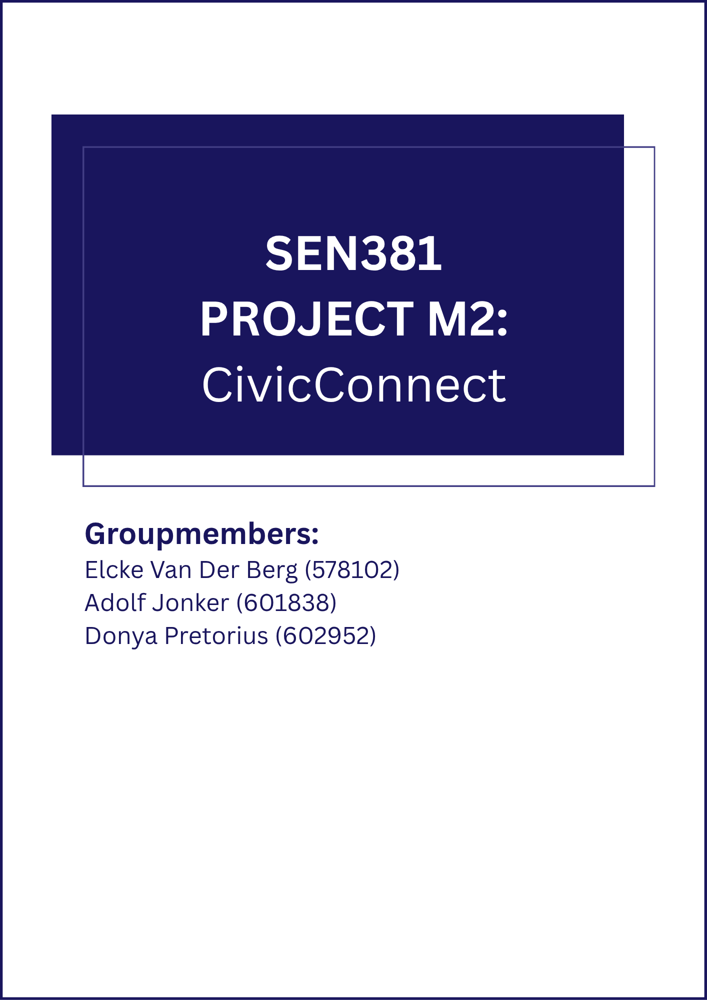 SEN381
PROJECT M2:
CivicConnect
Groupmembers:
Elcke Van Der Berg (578102)
Adolf Jonker (601838)
Donya Pretorius (602952)